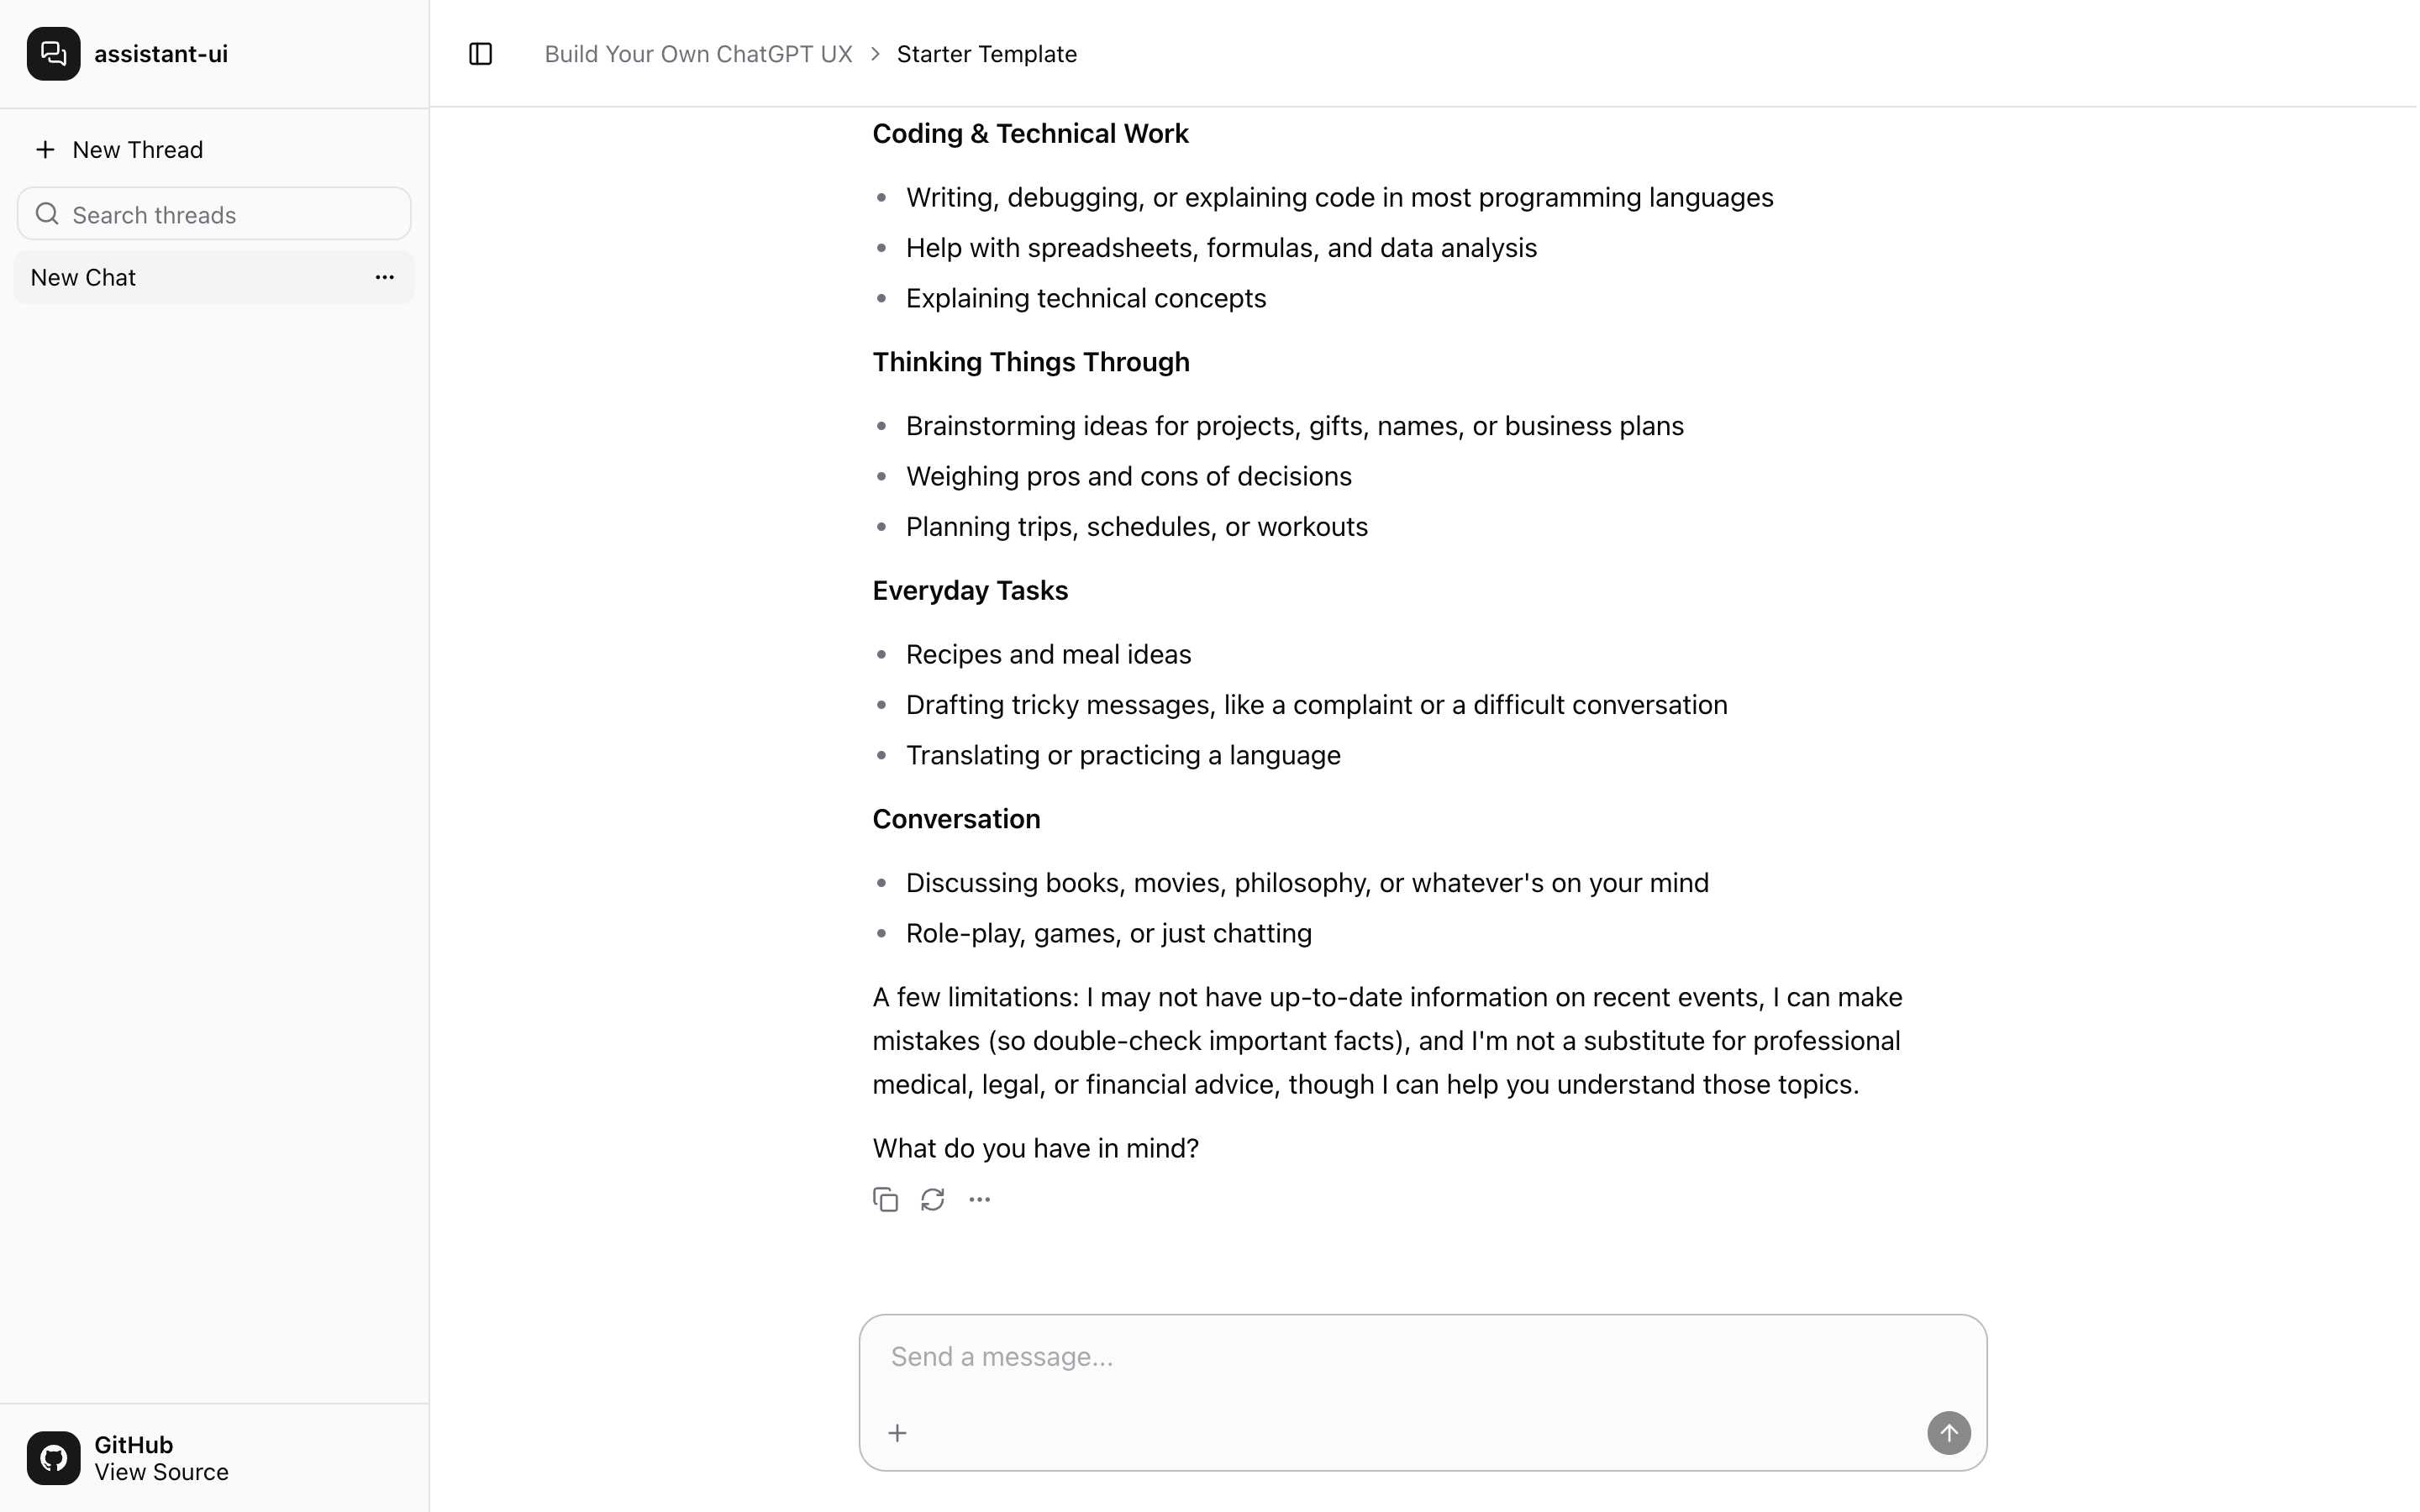 assistant-ui
New Thread
Search threads
New Chat
GitHub
View Source
Build Your Own ChatGPT UX
Starter Template
Coding & Technical Work
Writing, debugging, or explaining code in most programming languages
Help with spreadsheets, formulas, and data analysis
Explaining technical concepts
Thinking Things Through
Brainstorming ideas for projects, gifts, names, or business plans
Weighing pros and cons of decisions
Planning trips, schedules, or workouts
Everyday Tasks
Recipes and meal ideas
Drafting tricky messages, like a complaint or a difficult conversation
Translating or practicing a language
Conversation
Discussing books, movies, philosophy, or whatever's on your mind
Role-play, games, or just chatting
A few limitations: I may not have up-to-date information on recent events, I can make
mistakes (so double-check important facts), and I'm not a substitute for professional
medical, legal, or financial advice, though I can help you understand those topics.
What do you have in mind?
Send a message...